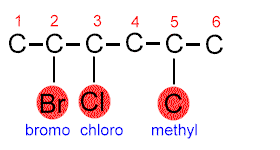 1 2 3 4 5 6
C-C-C-C-C-C
Br Cl C
bromo chloro methyl